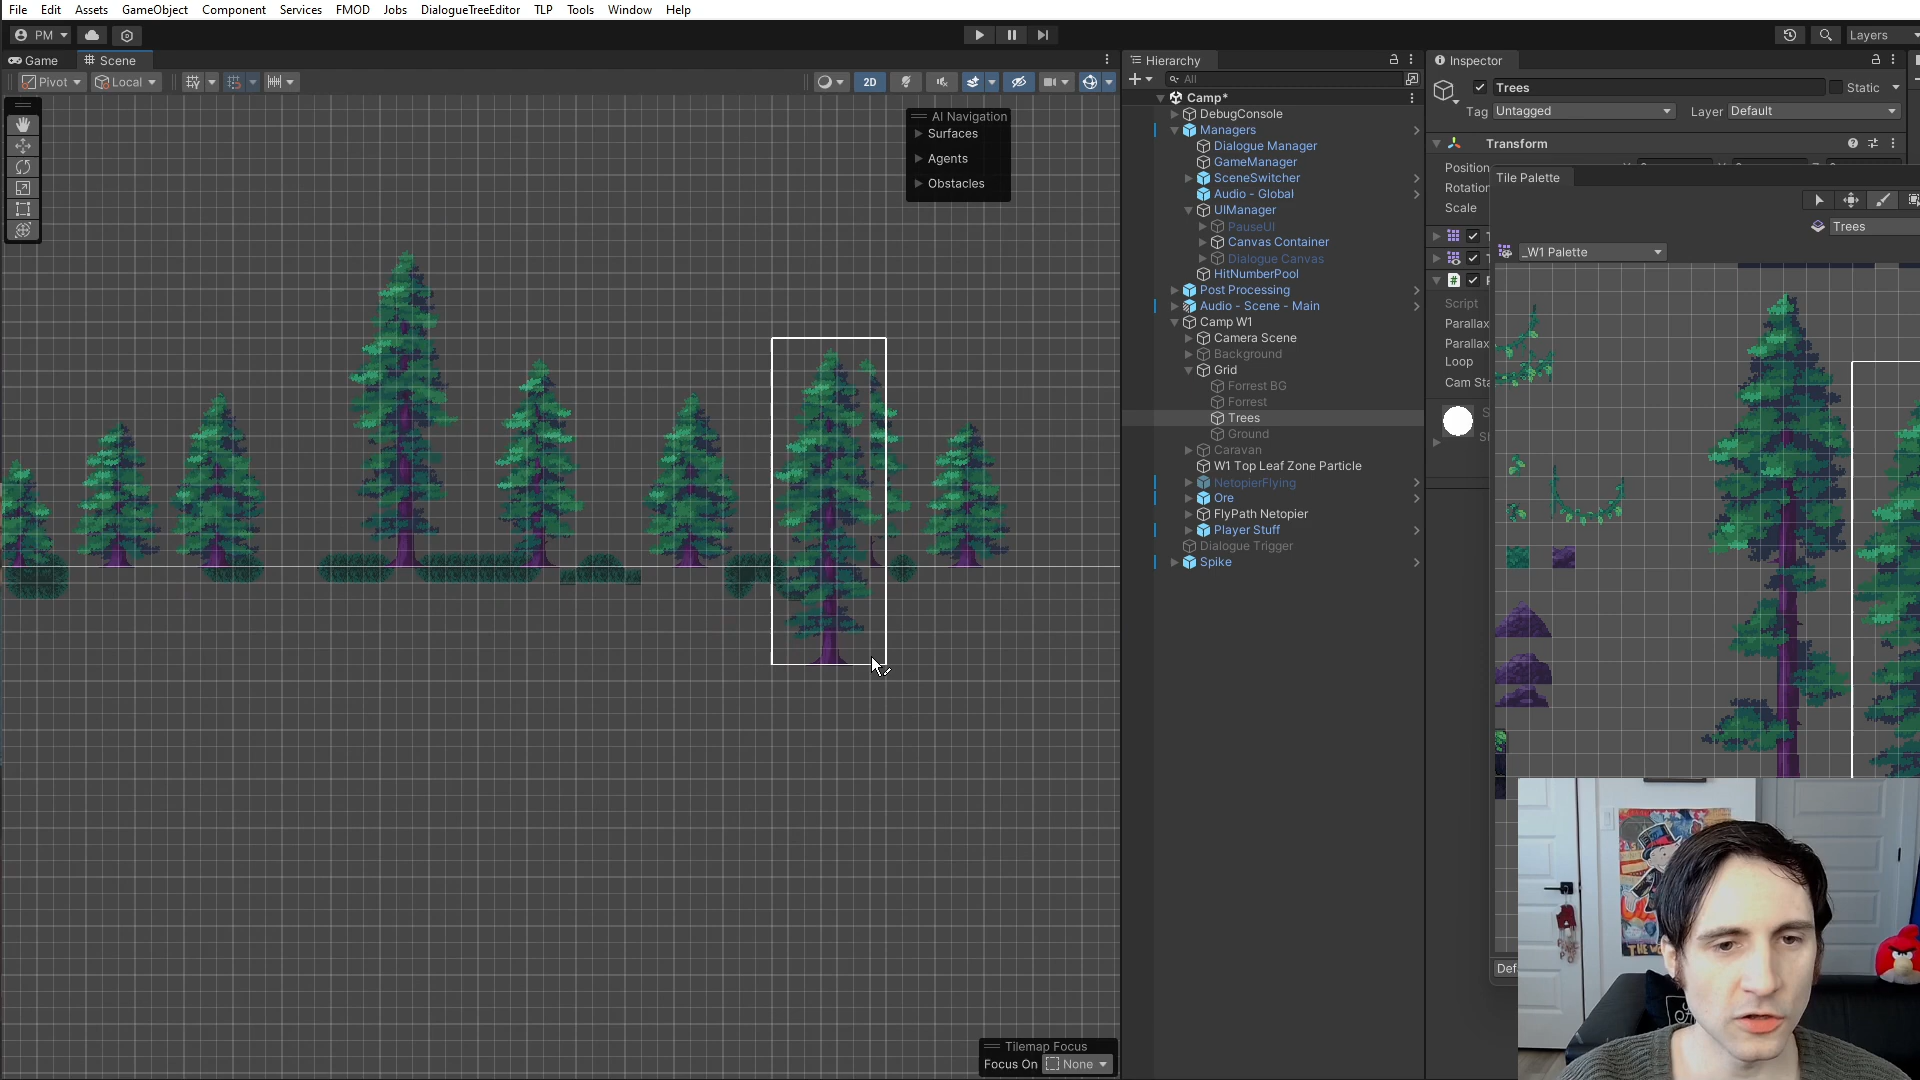 File Edit Assets GameObject Component Services FMOD Jobs DialogueTreeEditor TLP Tools Window Help
PM Layers
Game Scene Hierarchy Inspector
Pivot Local 2D All
Trees Static
AI Navigation
Surfaces
Agents
Obstacles
Tag Untagged Layer Default
Camp*
DebugConsole
Managers
Dialogue Manager
GameManager
SceneSwitcher
Audio - Global
UIManager
PauseUI
Canvas Container
Dialogue Canvas
HitNumberPool
Post Processing
Audio - Scene - Main
Camp W1
Camera Scene
Background
Grid
Forrest BG
Forrest
Trees
Ground
Caravan
W1 Top Leaf Zone Particle
NetopierFlying
Ore
FlyPath Netopier
Player Stuff
Dialogue Trigger
Spike
Transform
Position
Rotation
Scale
Script
Parallax
Parallax
Loop
Cam Sta
Tile Palette
Trees
_W1 Palette
Def
Tilemap Focus
Focus On None